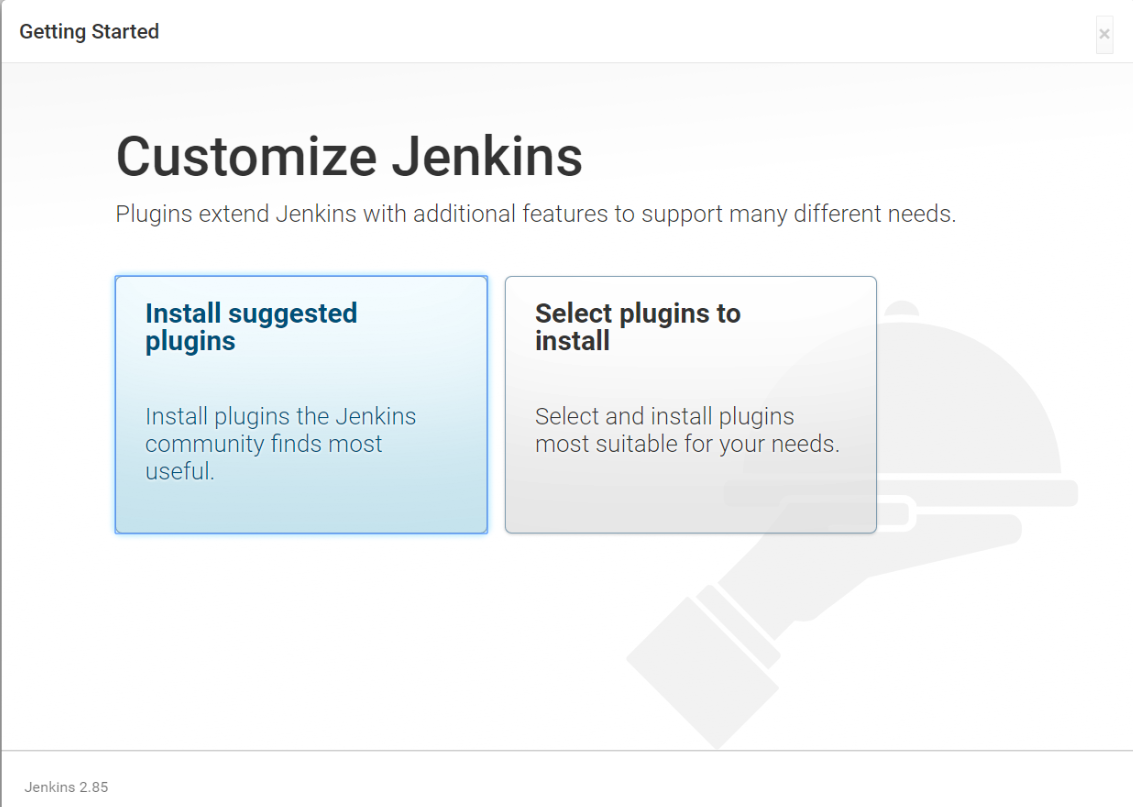 Getting Started
×
Customize Jenkins
Plugins extend Jenkins with additional features to support many different needs.
Install suggested
plugins
Install plugins the Jenkins
community finds most
useful.
Select plugins to
install
Select and install plugins
most suitable for your needs.
Jenkins 2.85